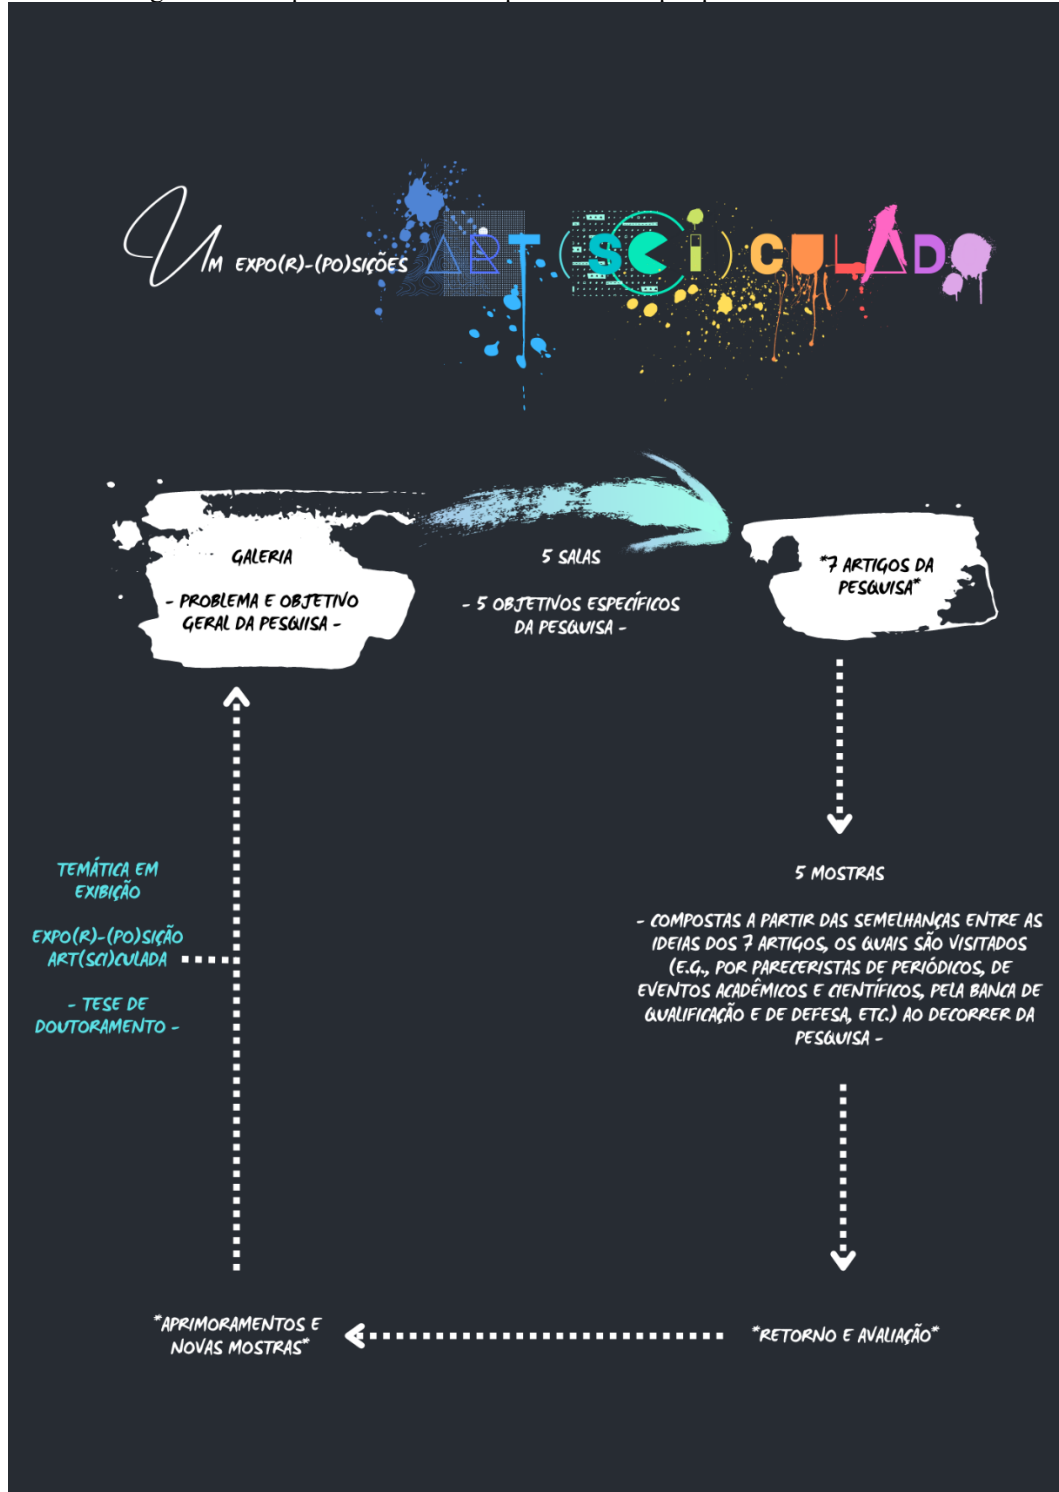 Um EXPO(R)-(PO)SIÇÕES ART(SCI)CULADO
GALERIA
- PROBLEMA E OBJETIVO
GERAL DA PESQUISA -
5 SALAS
- 5 OBJETIVOS ESPECÍFICOS
DA PESQUISA -
*7 ARTIGOS DA
PESQUISA*
TEMÁTICA EM
EXIBIÇÃO
EXPO(R)-(PO)SIÇÃO
ART(SCI)CULADA
- TESE DE
DOUTORAMENTO -
5 MOSTRAS
- COMPOSTAS A PARTIR DAS SEMELHANÇAS ENTRE AS
IDEIAS DOS 7 ARTIGOS, OS QUAIS SÃO VISITADOS
(E.G., POR PARECERISTAS DE PERIÓDICOS, DE
EVENTOS ACADÊMICOS E CIENTÍFICOS, PELA BANCA DE
QUALIFICAÇÃO E DE DEFESA, ETC.) AO DECORRER DA
PESQUISA -
*APRIMORAMENTOS E
NOVAS MOSTRAS*
*RETORNO E AVALIAÇÃO*